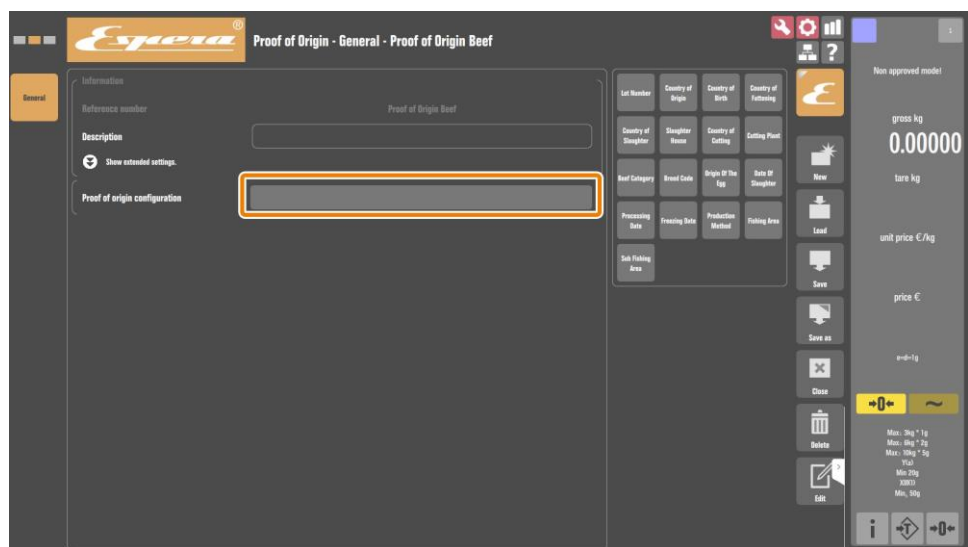 Espera®
Proof of Origin - General - Proof of Origin Beef
?
1
General
Information
Reference number
Proof of Origin Beef
Description
Show extended settings.
Proof of origin configuration
Lot Number
Country of
Origin
Country of
Birth
Country of
Fattening
Country of
Slaughter
Slaughter
House
Country of
Cutting
Cutting Plant
Beef Category
Breed Code
Origin Of The
Egg
Date Of
Slaughter
Processing
Date
Freezing Date
Production
Method
Fishing Area
Sub Fishing
Area
E
New
Load
Save
Save as
Close
Delete
Edit
Non approved mode!
gross kg
0.00000
tare kg
unit price €/kg
price €
e=d=1g
→0←
~
Max: 3kg * 1g
Max: 6kg * 2g
Max: 10kg * 5g
Y(a)
Min 20g
X(III)1)
Min, 50g
i
→T←
→0←